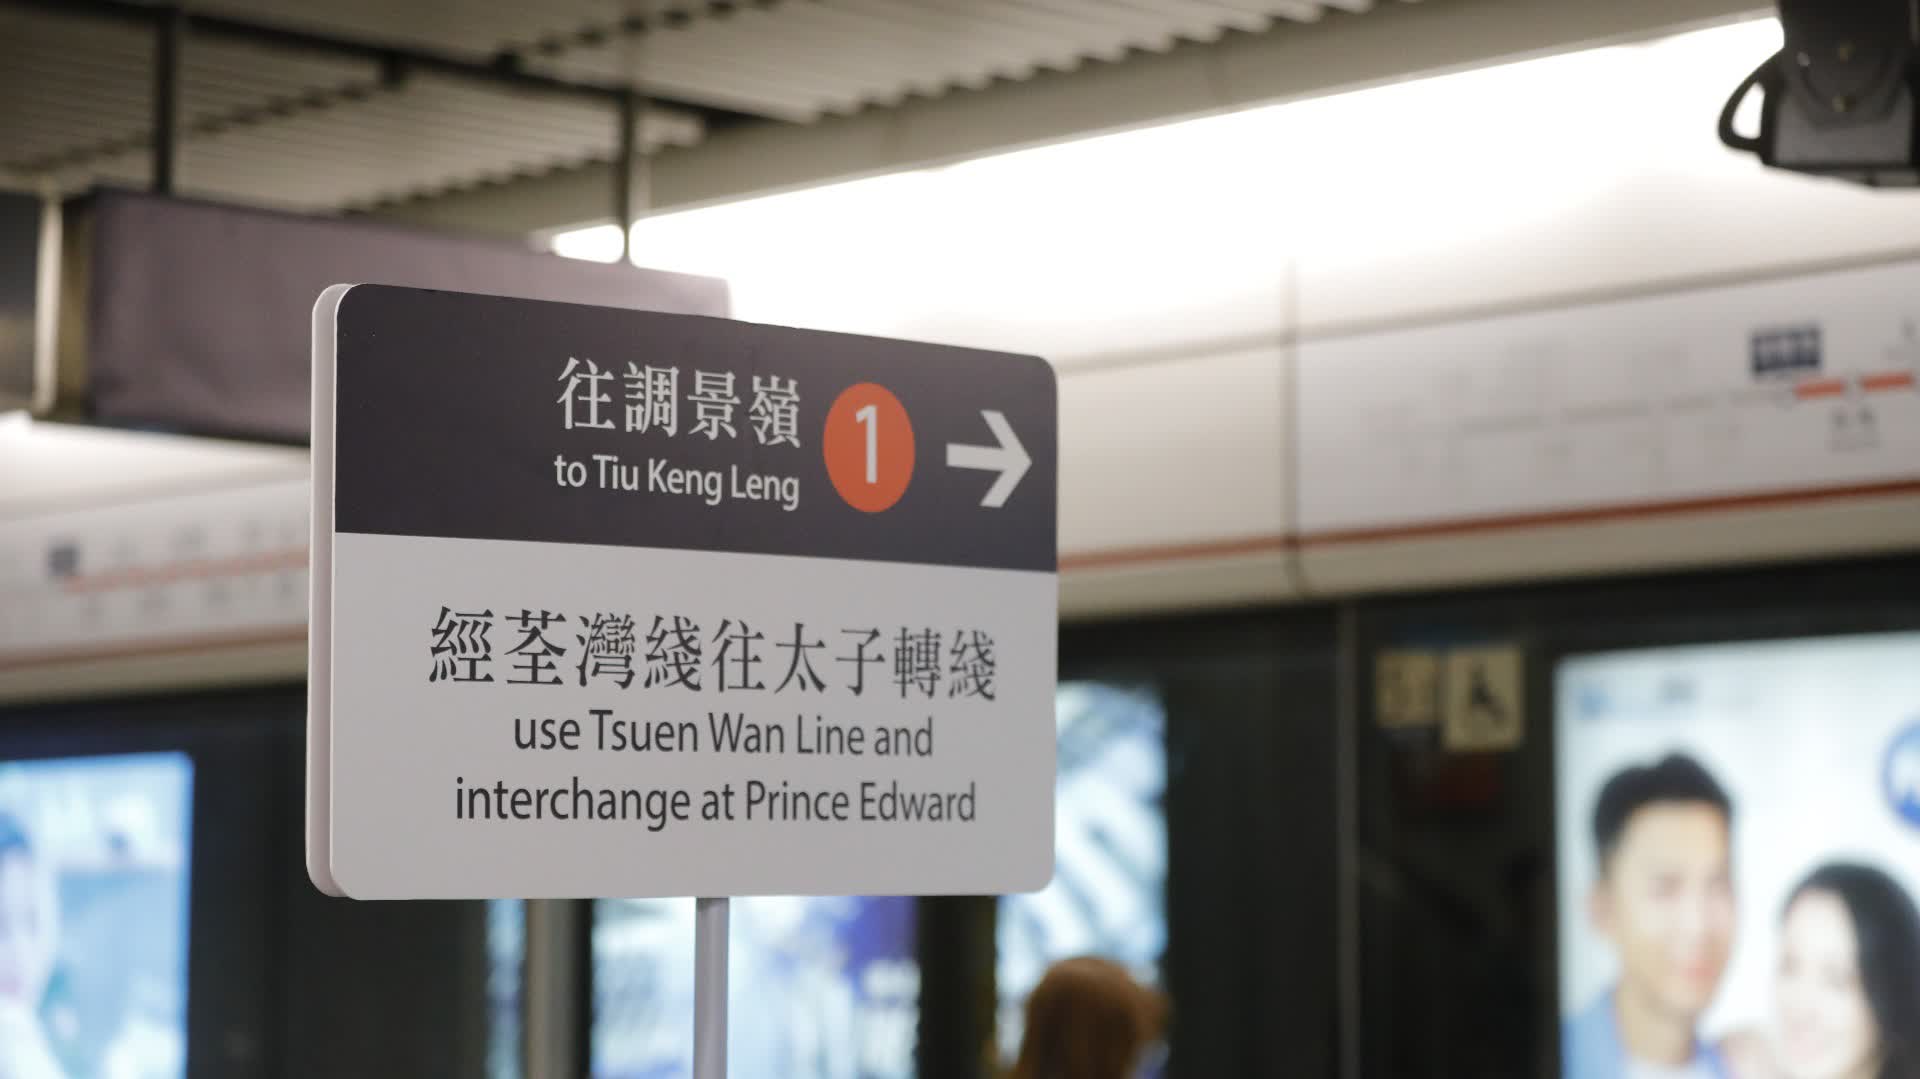 往調景嶺
to Tiu Keng Leng
1
經荃灣綫往太子轉綫
use Tsuen Wan Line and
interchange at Prince Edward